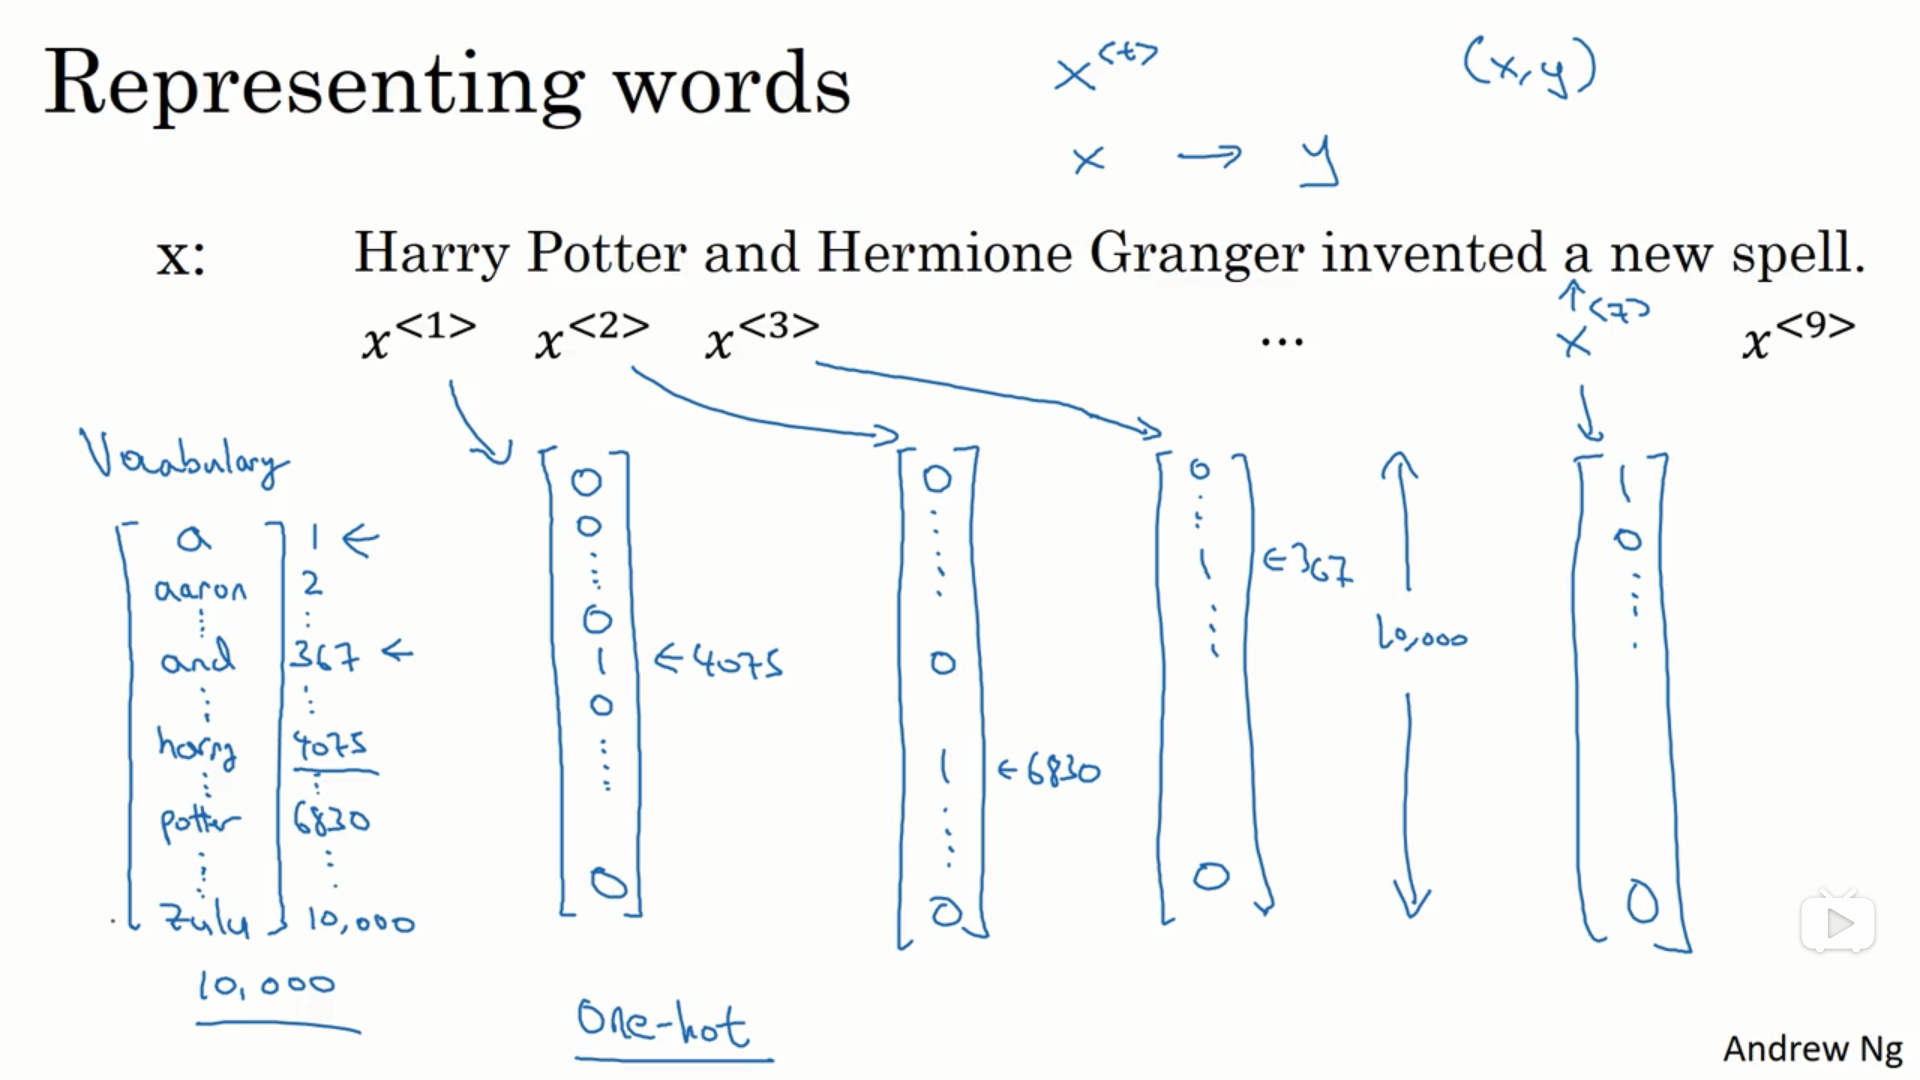 Representing words
x<t> (x,y)
x → y
x: Harry Potter and Hermione Granger invented a new spell.
x<1> x<2> x<3> ... x<7> x<9>
Vocabulary
a 1 ←
aaron 2
and 367 ←
harry 4075
potter 6830
zulu 10,000
10,000
0
0
0
1 ← 4075
0
0
0
0
1 ← 6830
0
0
1 ← 367
0
10,000
1
0
0
One-hot
Andrew Ng